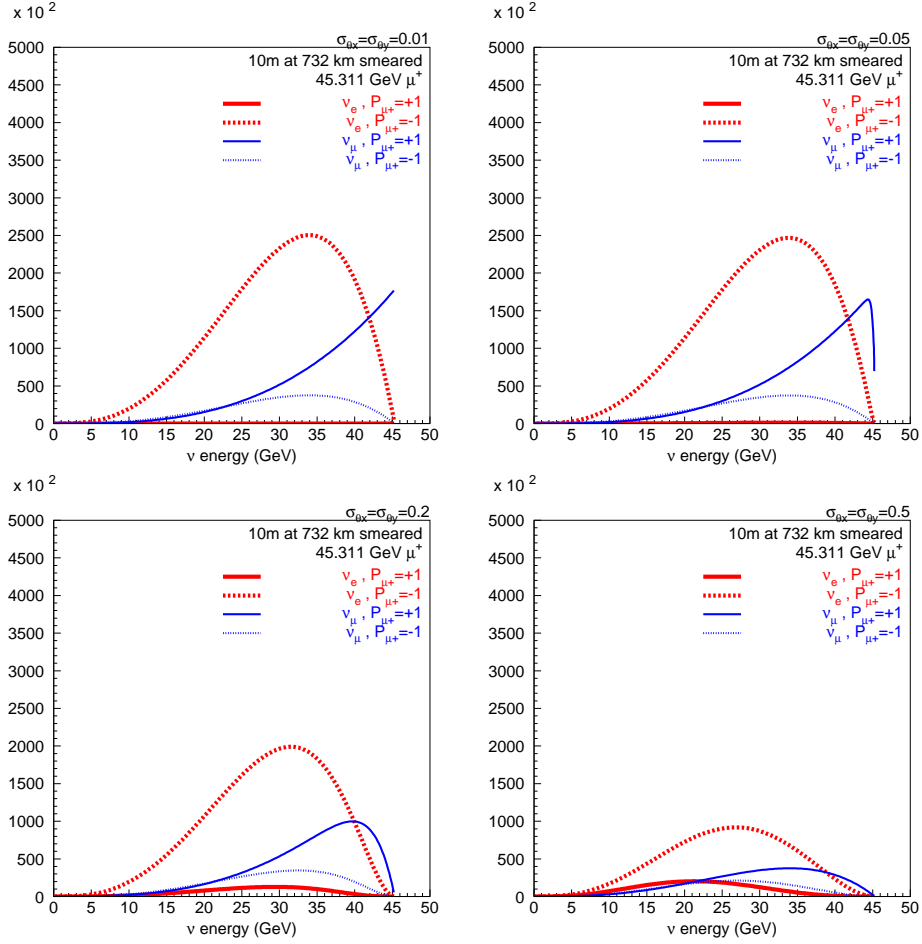 x 10 2
σθx=σθy=0.01
10m at 732 km smeared
45.311 GeV μ+
νe , Pμ+=+1
νe , Pμ+=-1
νμ , Pμ+=+1
νμ , Pμ+=-1
5000
4500
4000
3500
3000
2500
2000
1500
1000
500
0
0 5 10 15 20 25 30 35 40 45 50
ν energy (GeV)
x 10 2
σθx=σθy=0.05
10m at 732 km smeared
45.311 GeV μ+
νe , Pμ+=+1
νe , Pμ+=-1
νμ , Pμ+=+1
νμ , Pμ+=-1
5000
4500
4000
3500
3000
2500
2000
1500
1000
500
0
0 5 10 15 20 25 30 35 40 45 50
ν energy (GeV)
x 10 2
σθx=σθy=0.2
10m at 732 km smeared
45.311 GeV μ+
νe , Pμ+=+1
νe , Pμ+=-1
νμ , Pμ+=+1
νμ , Pμ+=-1
5000
4500
4000
3500
3000
2500
2000
1500
1000
500
0
0 5 10 15 20 25 30 35 40 45 50
ν energy (GeV)
x 10 2
σθx=σθy=0.5
10m at 732 km smeared
45.311 GeV μ+
νe , Pμ+=+1
νe , Pμ+=-1
νμ , Pμ+=+1
νμ , Pμ+=-1
5000
4500
4000
3500
3000
2500
2000
1500
1000
500
0
0 5 10 15 20 25 30 35 40 45 50
ν energy (GeV)